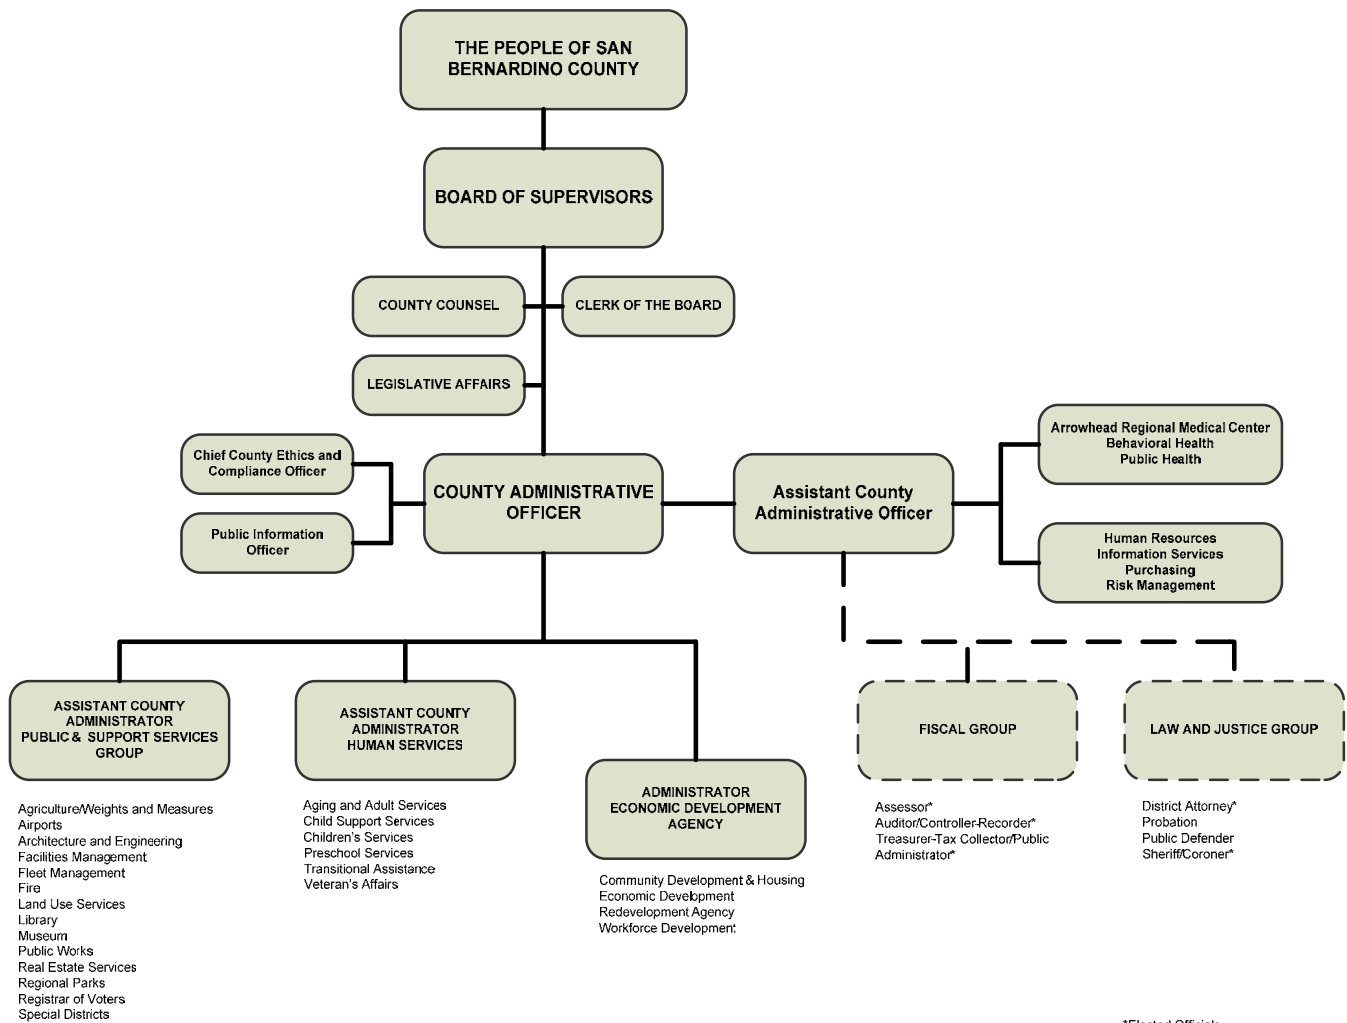 THE PEOPLE OF SAN
BERNARDINO COUNTY
BOARD OF SUPERVISORS
COUNTY COUNSEL
CLERK OF THE BOARD
LEGISLATIVE AFFAIRS
Chief County Ethics and
Compliance Officer
Public Information
Officer
COUNTY ADMINISTRATIVE
OFFICER
Assistant County
Administrative Officer
Arrowhead Regional Medical Center
Behavioral Health
Public Health
Human Resources
Information Services
Purchasing
Risk Management
ASSISTANT COUNTY
ADMINISTRATOR
PUBLIC & SUPPORT SERVICES
GROUP
Agriculture/Weights and Measures
Airports
Architecture and Engineering
Facilities Management
Fleet Management
Fire
Land Use Services
Library
Museum
Public Works
Real Estate Services
Regional Parks
Registrar of Voters
Special Districts
ASSISTANT COUNTY
ADMINISTRATOR
HUMAN SERVICES
Aging and Adult Services
Child Support Services
Children's Services
Preschool Services
Transitional Assistance
Veteran's Affairs
ADMINISTRATOR
ECONOMIC DEVELOPMENT
AGENCY
Community Development & Housing
Economic Development
Redevelopment Agency
Workforce Development
FISCAL GROUP
Assessor*
Auditor/Controller-Recorder*
Treasurer-Tax Collector/Public
Administrator*
LAW AND JUSTICE GROUP
District Attorney*
Probation
Public Defender
Sheriff/Coroner*
*Elected Officials